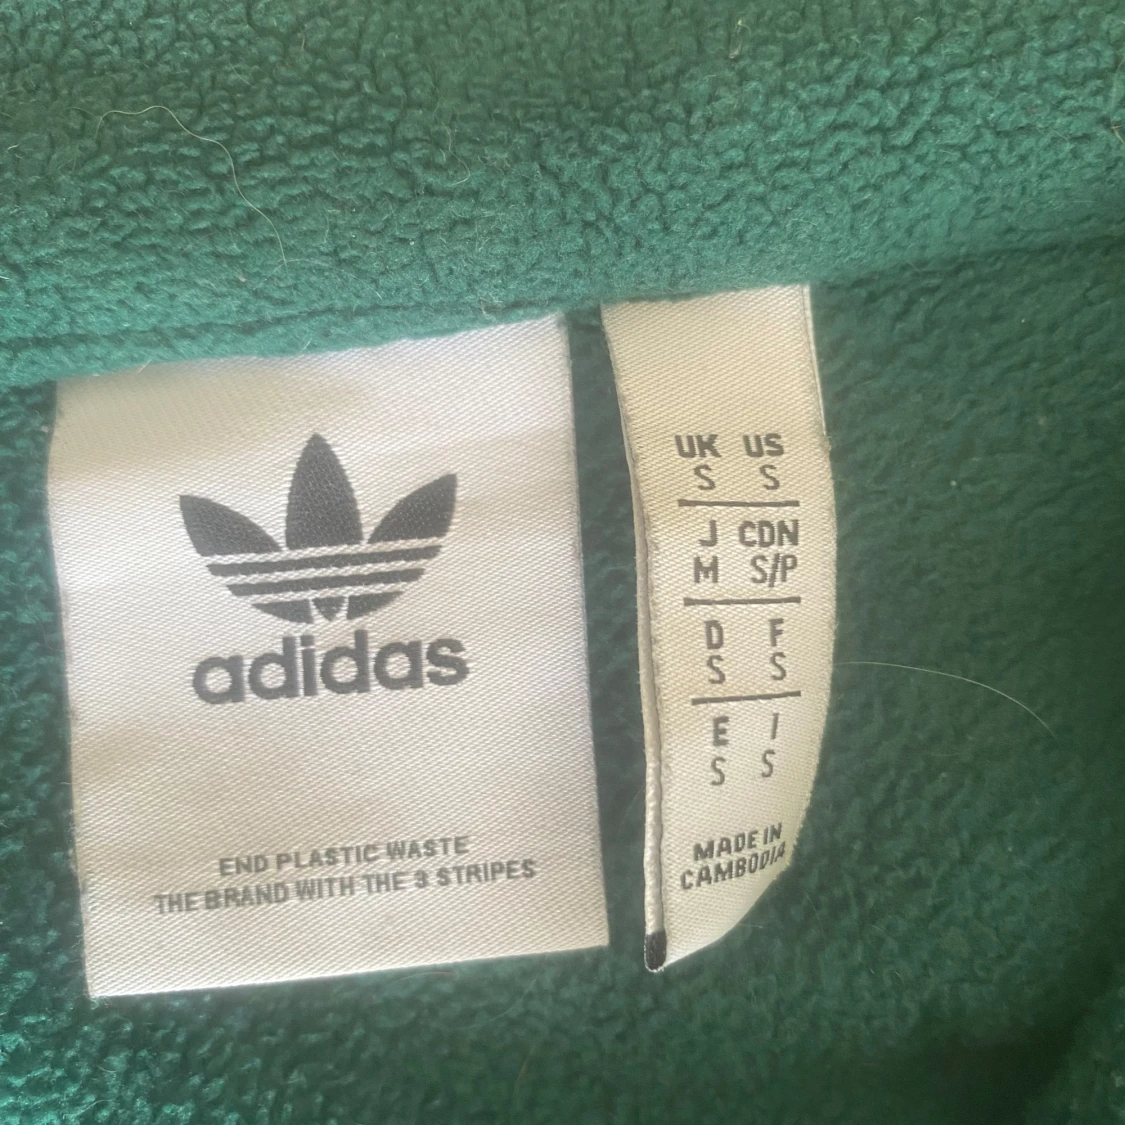 adidas
END PLASTIC WASTE
THE BRAND WITH THE 3 STRIPES
UK US
S S
J CDN
M S/P
D F
S S
E I
S S
MADE IN
CAMBODIA